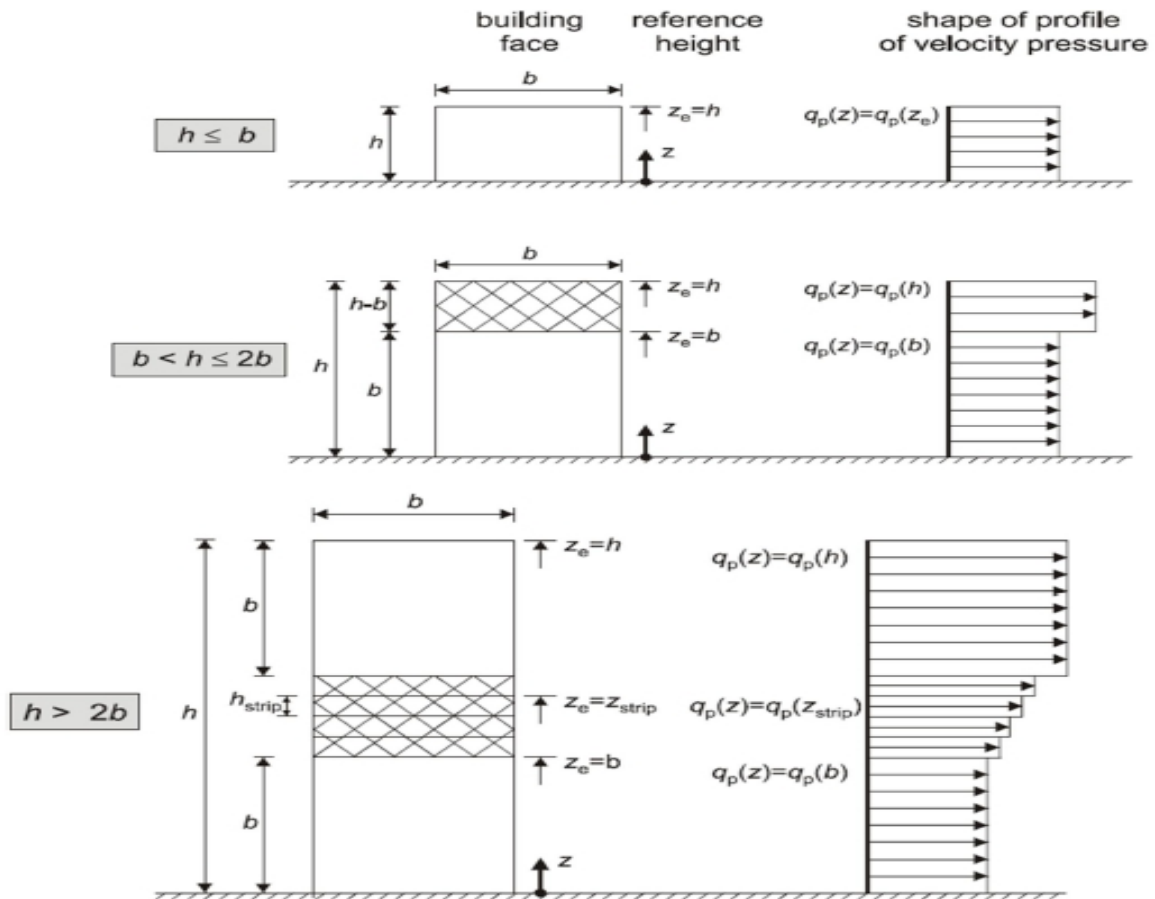 building face
reference height
shape of profile of velocity pressure
b
h ≤ b
h
z_e=h
z
q_p(z)=q_p(z_e)
b
b < h ≤ 2b
h
h-b
b
z_e=h
z_e=b
z
q_p(z)=q_p(h)
q_p(z)=q_p(b)
b
h > 2b
h
b
h_strip
b
z_e=h
z_e=z_strip
z_e=b
z
q_p(z)=q_p(h)
q_p(z)=q_p(z_strip)
q_p(z)=q_p(b)